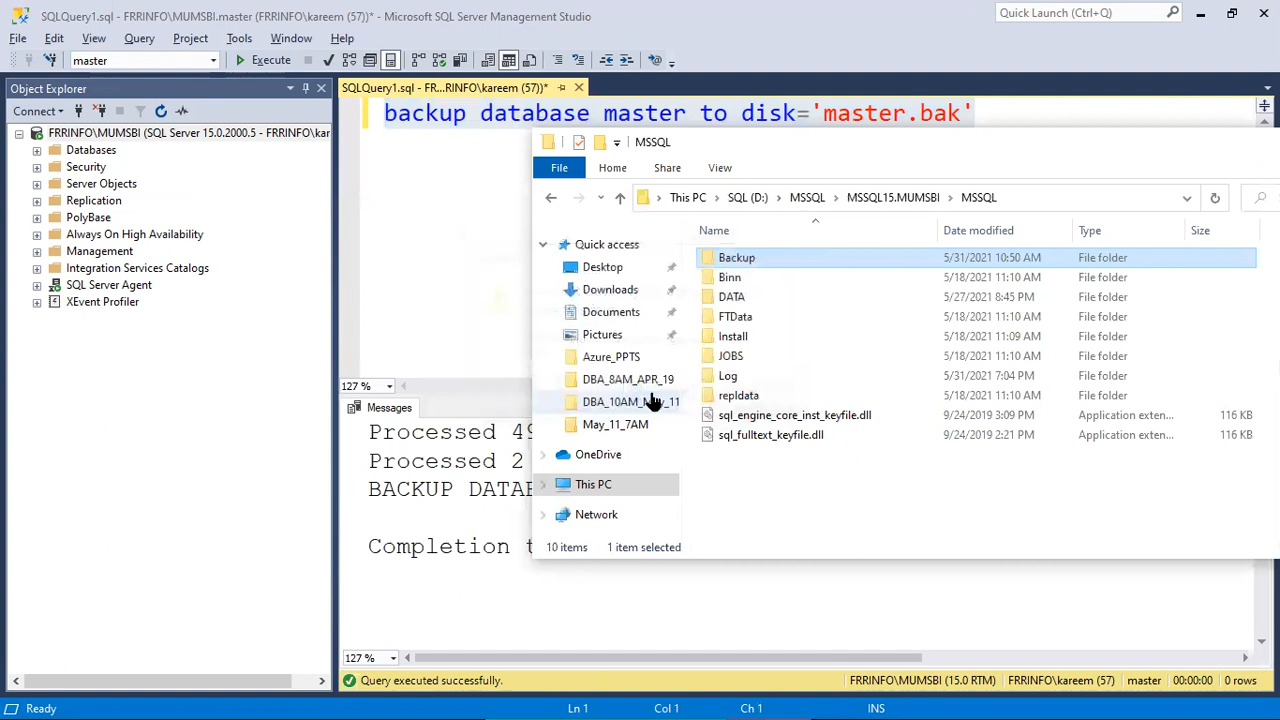 SQLQuery1.sql - FRRINFO\MUMSBI.master (FRRINFO\kareem (57))* - Microsoft SQL Server Management Studio
Quick Launch (Ctrl+Q)
File Edit View Query Project Tools Window Help
master Execute
Object Explorer
SQLQuery1.sql - FR...RINFO\kareem (57))*
Connect
FRRINFO\MUMSBI (SQL Server 15.0.2000.5 - FRRINFO\kar
Databases
Security
Server Objects
Replication
PolyBase
Always On High Availability
Management
Integration Services Catalogs
SQL Server Agent
XEvent Profiler
backup database master to disk='master.bak'
MSSQL
File Home Share View
This PC SQL (D:) MSSQL MSSQL15.MUMSBI MSSQL
Name Date modified Type Size
Quick access
Desktop
Downloads
Documents
Pictures
Azure_PPTS
DBA_8AM_APR_19
DBA_10AM_May_11
May_11_7AM
OneDrive
This PC
Network
Backup 5/31/2021 10:50 AM File folder
Binn 5/18/2021 11:10 AM File folder
DATA 5/27/2021 8:45 PM File folder
FTData 5/18/2021 11:10 AM File folder
Install 5/18/2021 11:09 AM File folder
JOBS 5/18/2021 11:10 AM File folder
Log 5/31/2021 7:04 PM File folder
repldata 5/18/2021 11:10 AM File folder
sql_engine_core_inst_keyfile.dll 9/24/2019 3:09 PM Application exten... 116 KB
sql_fulltext_keyfile.dll 9/24/2019 2:21 PM Application exten... 116 KB
10 items 1 item selected
127 %
Messages
Processed 49
Processed 2
BACKUP DATAB
Completion t
127 %
Query executed successfully. FRRINFO\MUMSBI (15.0 RTM) FRRINFO\kareem (57) master 00:00:00 0 rows
Ready Ln 1 Col 1 Ch 1 INS